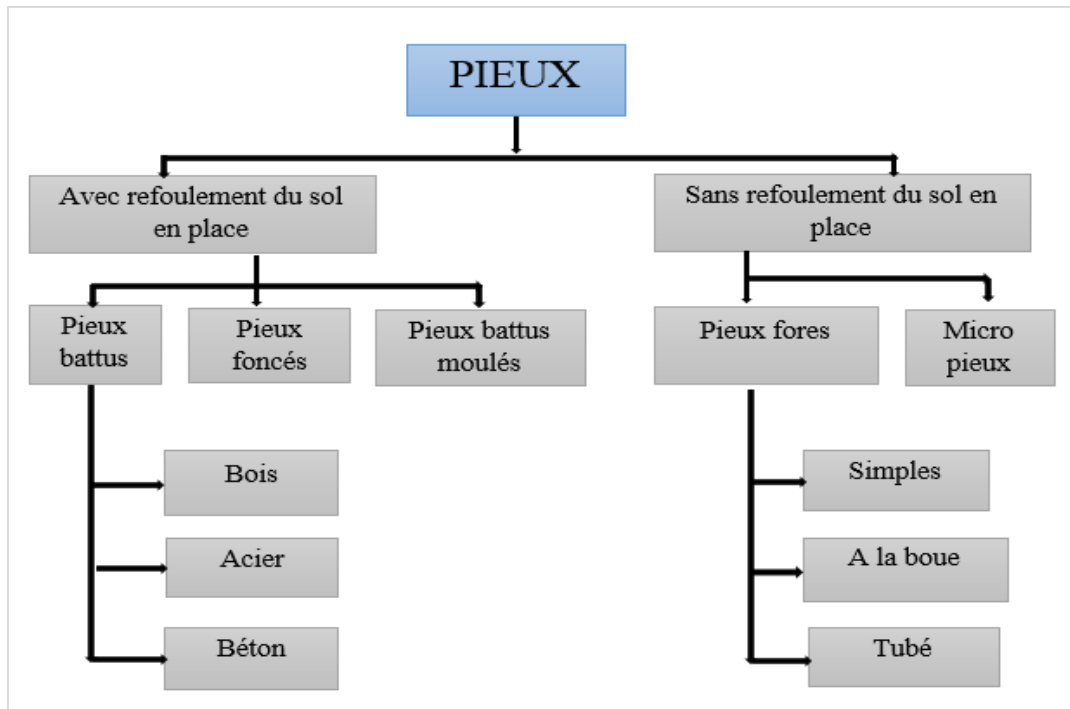 PIEUX
Avec refoulement du sol
en place
Sans refoulement du sol en
place
Pieux
battus
Pieux
foncés
Pieux battus
moulés
Pieux fores
Micro
pieux
Bois
Acier
Béton
Simples
A la boue
Tubé